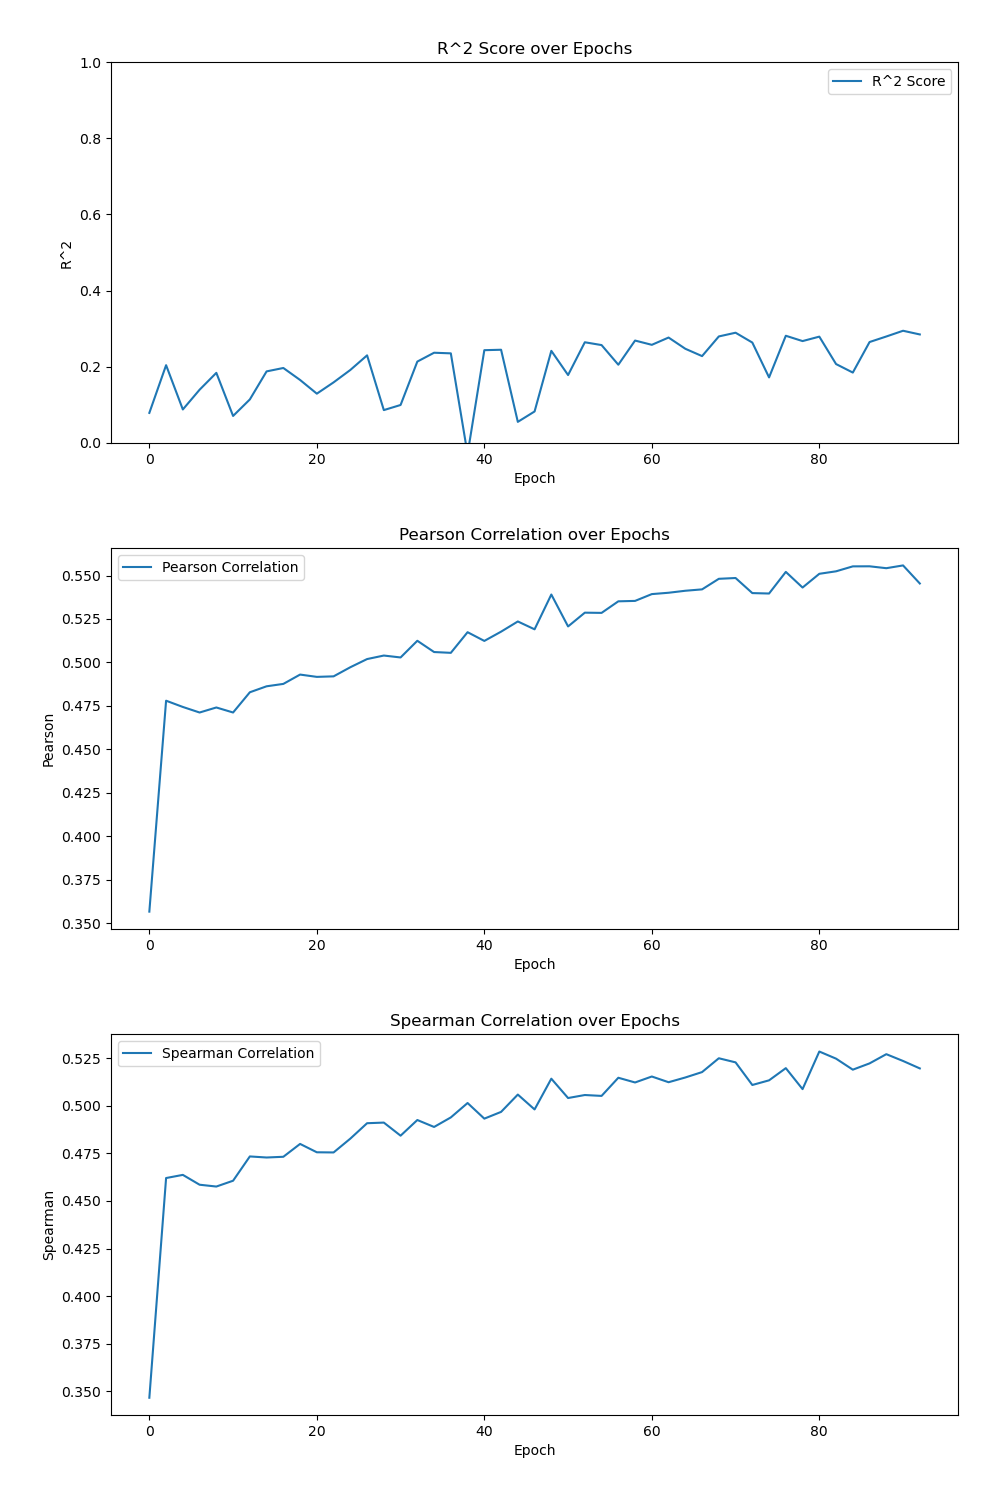 R^2 Score over Epochs
R^2 Score
1.0
0.8
0.6
0.4
0.2
0.0
R^2
0 20 40 60 80
Epoch
Pearson Correlation over Epochs
Pearson Correlation
0.550
0.525
0.500
0.475
0.450
0.425
0.400
0.375
0.350
Pearson
0 20 40 60 80
Epoch
Spearman Correlation over Epochs
Spearman Correlation
0.525
0.500
0.475
0.450
0.425
0.400
0.375
0.350
Spearman
0 20 40 60 80
Epoch